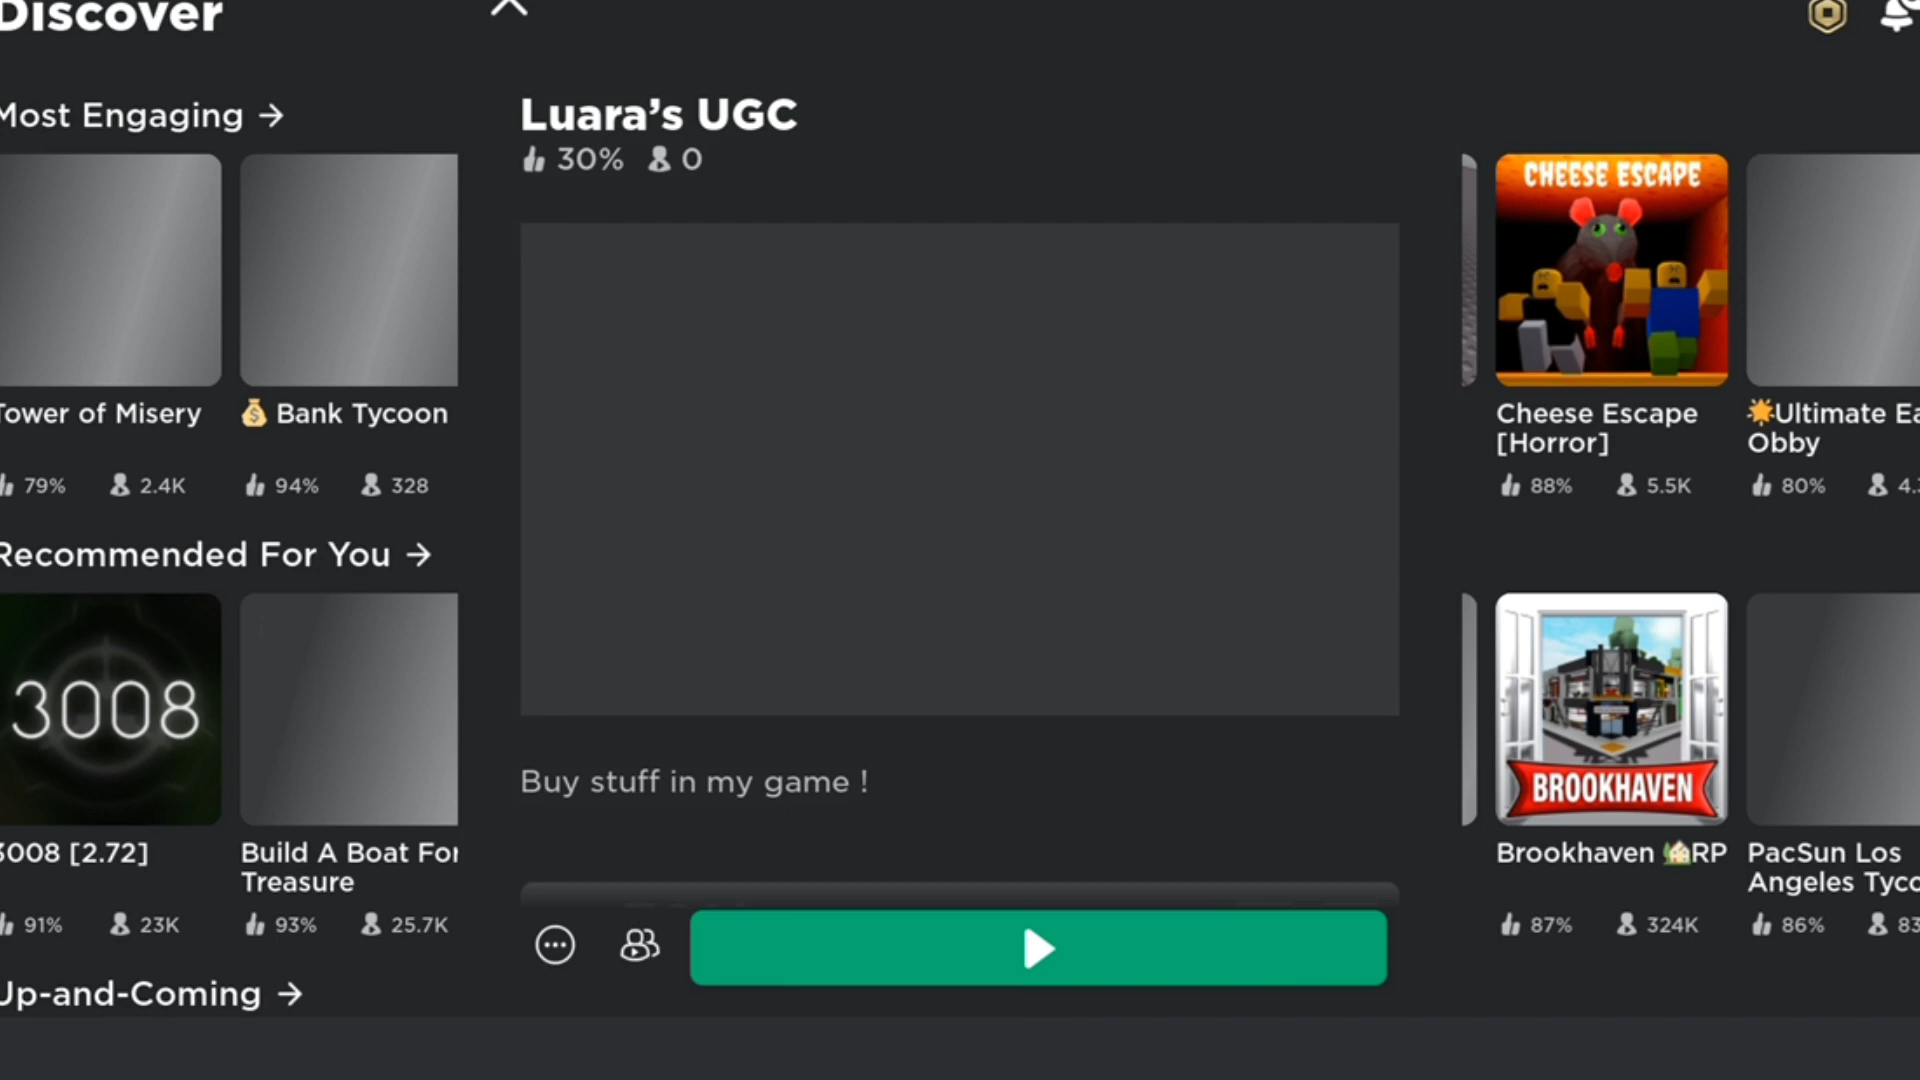 Discover
Most Engaging
Tower of Misery
79% 2.4K
Bank Tycoon
94% 328
Recommended For You
3008
3008 [2.72]
91% 23K
Build A Boat For
Treasure
93% 25.7K
Up-and-Coming
Luara's UGC
30% 0
Buy stuff in my game !
CHEESE ESCAPE
Cheese Escape
[Horror]
88% 5.5K
Ultimate Ea
Obby
80% 4.
BROOKHAVEN
Brookhaven 🏡RP
87% 324K
PacSun Los
Angeles Tyco
86% 83